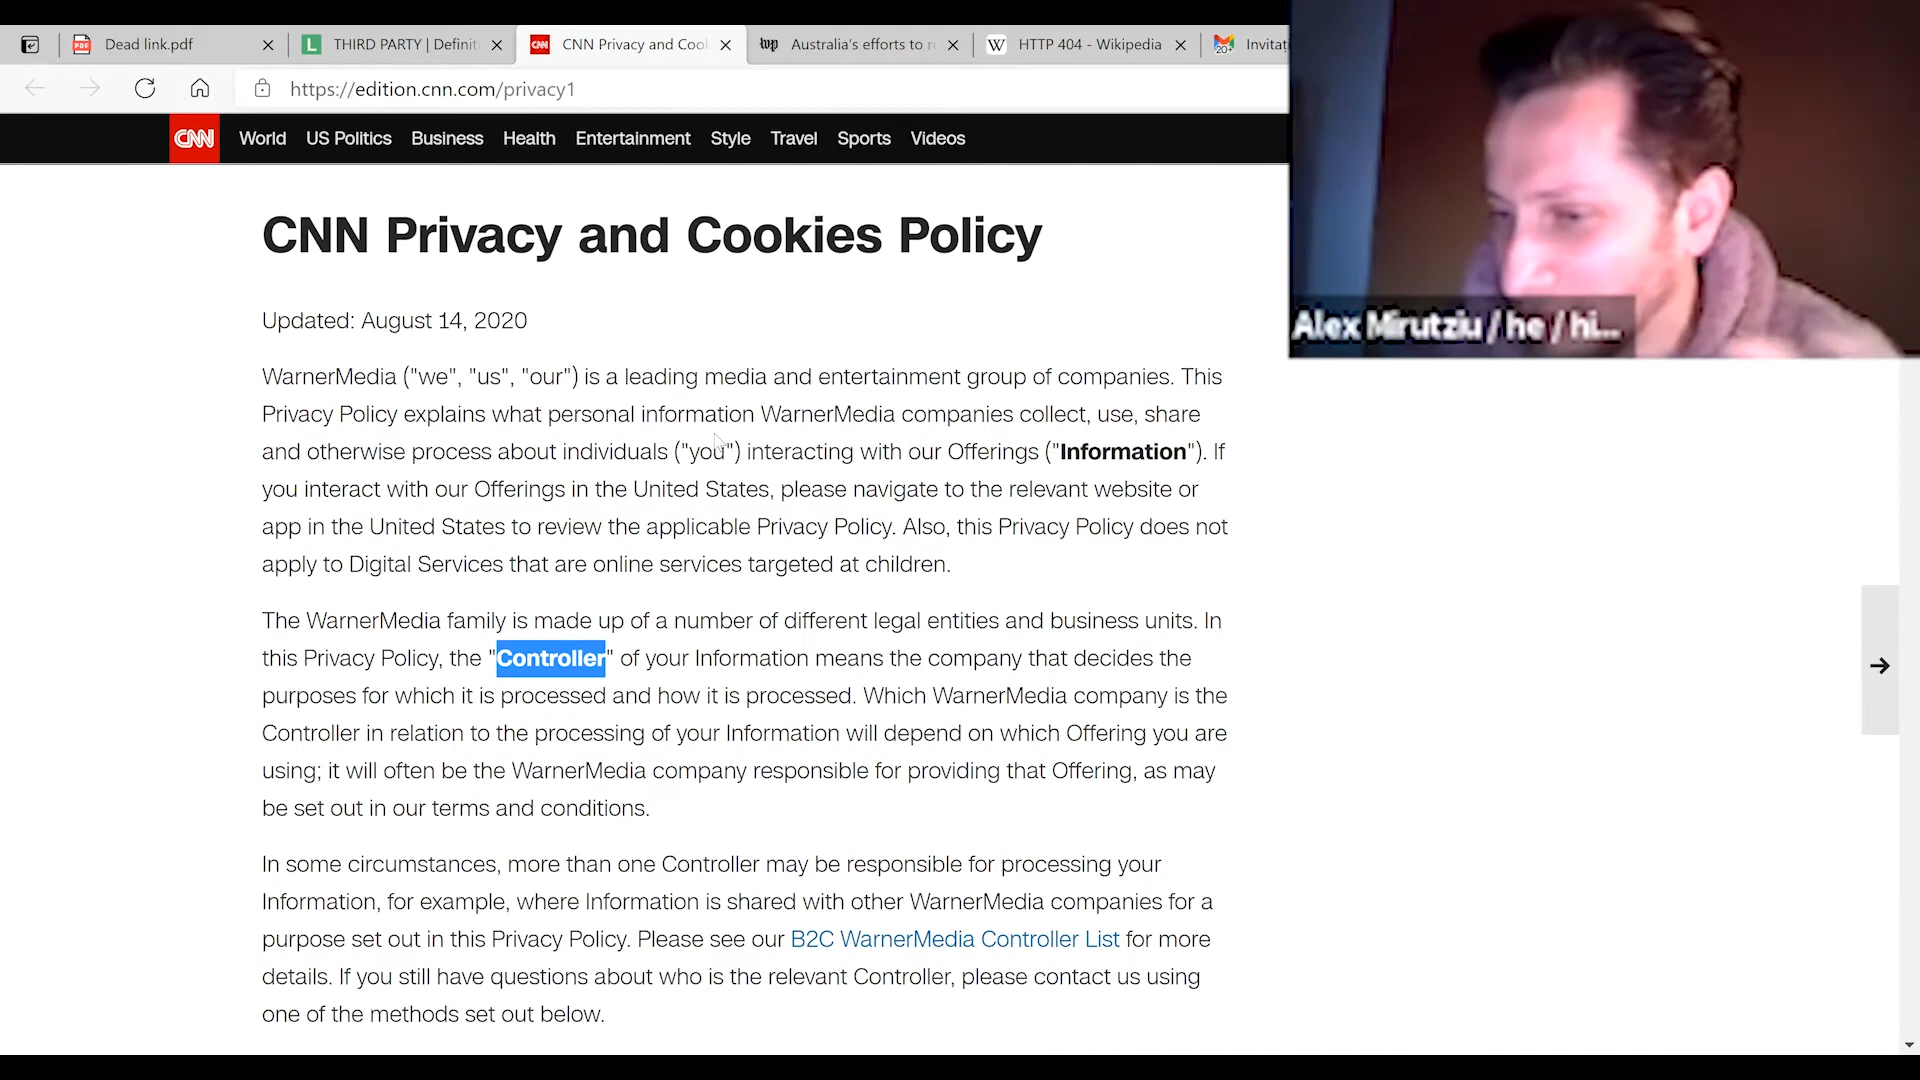 Dead link.pdf
THIRD PARTY | Definit
CNN Privacy and Cool
Australia's efforts to r
HTTP 404 - Wikipedia
20+
Invitaț
https://edition.cnn.com/privacy1
CNN World US Politics Business Health Entertainment Style Travel Sports Videos
CNN Privacy and Cookies Policy
Alex Mirutziu / he / hi...
Updated: August 14, 2020
WarnerMedia ("we", "us", "our") is a leading media and entertainment group of companies. This
Privacy Policy explains what personal information WarnerMedia companies collect, use, share
and otherwise process about individuals ("you") interacting with our Offerings ("Information"). If
you interact with our Offerings in the United States, please navigate to the relevant website or
app in the United States to review the applicable Privacy Policy. Also, this Privacy Policy does not
apply to Digital Services that are online services targeted at children.
The WarnerMedia family is made up of a number of different legal entities and business units. In
this Privacy Policy, the "Controller" of your Information means the company that decides the
purposes for which it is processed and how it is processed. Which WarnerMedia company is the
Controller in relation to the processing of your Information will depend on which Offering you are
using; it will often be the WarnerMedia company responsible for providing that Offering, as may
be set out in our terms and conditions.
In some circumstances, more than one Controller may be responsible for processing your
Information, for example, where Information is shared with other WarnerMedia companies for a
purpose set out in this Privacy Policy. Please see our B2C WarnerMedia Controller List for more
details. If you still have questions about who is the relevant Controller, please contact us using
one of the methods set out below.